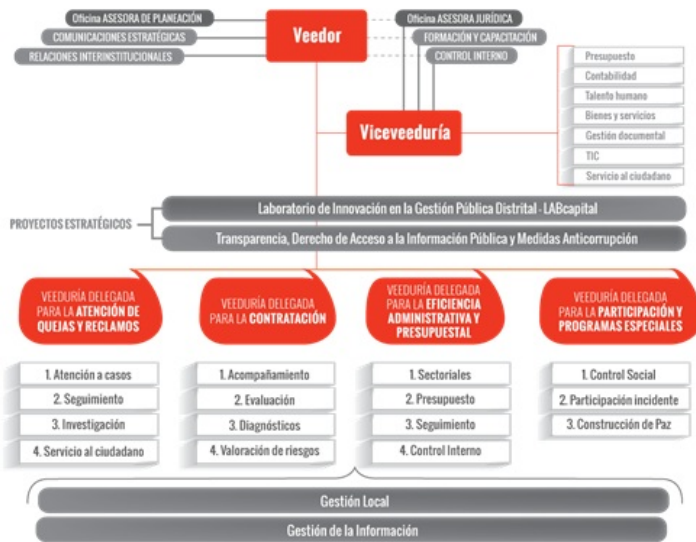 Oficina ASESORA DE PLANEACIÓN
COMUNICACIONES ESTRATÉGICAS
RELACIONES INTERINSTITUCIONALES
Veedor
Oficina ASESORA JURÍDICA
FORMACIÓN Y CAPACITACIÓN
CONTROL INTERNO
Viceveeduría
Presupuesto
Contabilidad
Talento humano
Bienes y servicios
Gestión documental
TIC
Servicio al ciudadano
PROYECTOS ESTRATÉGICOS
Laboratorio de Innovación en la Gestión Pública Distrital - LABcapital
Transparencia, Derecho de Acceso a la Información Pública y Medidas Anticorrupción
VEEDURÍA DELEGADA
PARA LA ATENCIÓN DE
QUEJAS Y RECLAMOS
1. Atención a casos
2. Seguimiento
3. Investigación
4. Servicio al ciudadano
VEEDURÍA DELEGADA
PARA LA CONTRATACIÓN
1. Acompañamiento
2. Evaluación
3. Diagnósticos
4. Valoración de riesgos
VEEDURÍA DELEGADA
PARA LA EFICIENCIA
ADMINISTRATIVA Y
PRESUPUESTAL
1. Sectoriales
2. Presupuesto
3. Seguimiento
4. Control Interno
VEEDURÍA DELEGADA
PARA LA PARTICIPACIÓN Y
PROGRAMAS ESPECIALES
1. Control Social
2. Participación incidente
3. Construcción de Paz
Gestión Local
Gestión de la Información